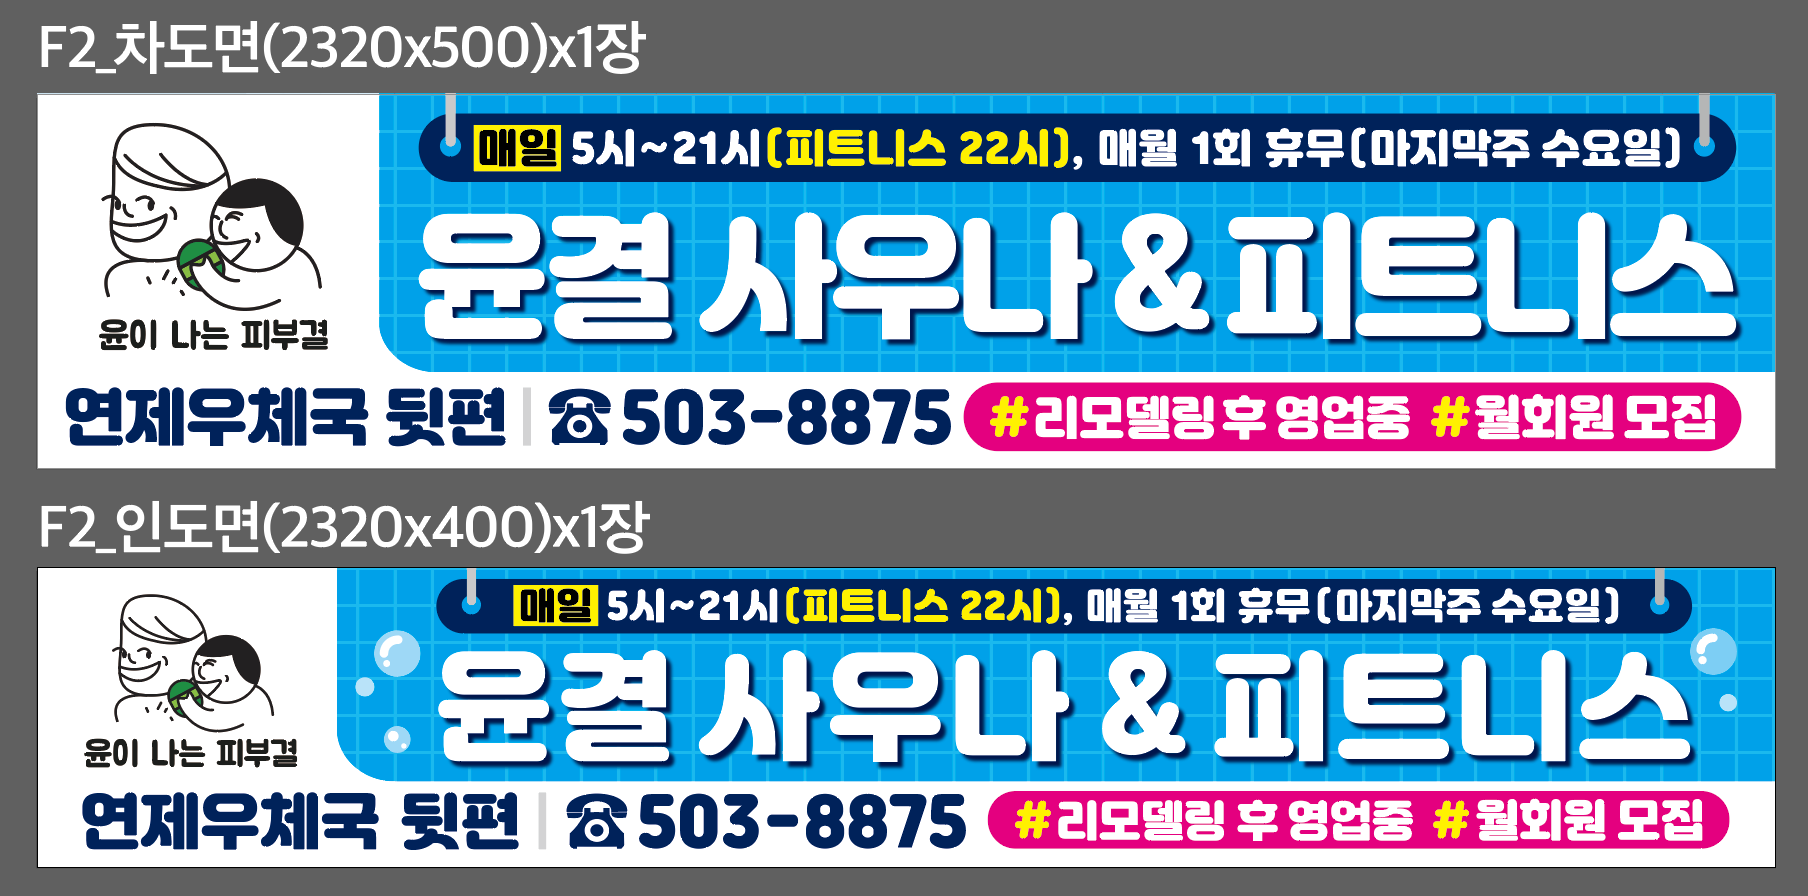 F2_차도면(2320x500)x1장
매일 5시~21시(피트니스 22시), 매월 1회 휴무(마지막주 수요일)
윤결 사우나 & 피트니스
윤이 나는 피부결
연제우체국 뒷편 ☎503-8875 #리모델링 후 영업중 #월회원 모집
F2_인도면(2320x400)x1장
매일 5시~21시(피트니스 22시), 매월 1회 휴무(마지막주 수요일)
윤결 사우나 & 피트니스
윤이 나는 피부결
연제우체국 뒷편 ☎503-8875 #리모델링 후 영업중 #월회원 모집